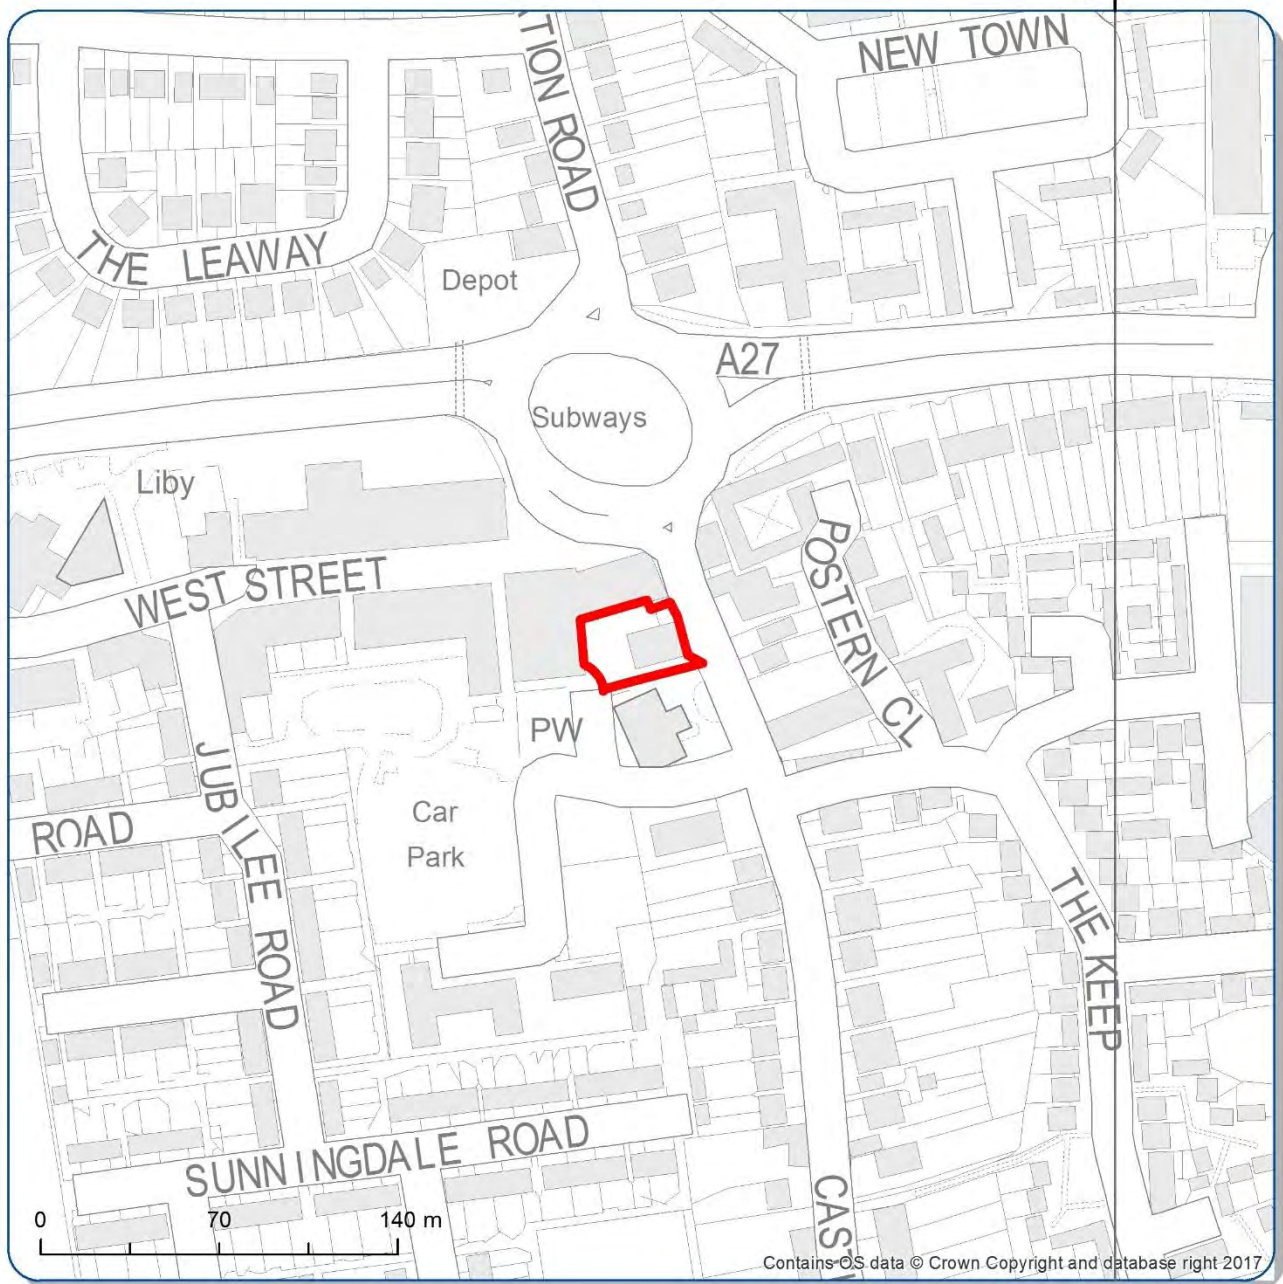 NEW TOWN
TION ROAD
THE LEAWAY
Depot
A27
Subways
Liby
WEST STREET
POSTERN CL
PW
JUBILEE ROAD
ROAD
Car
Park
THE KEEP
SUNNINGDALE ROAD
CAST
0 70 140 m
Contains OS data © Crown Copyright and database right 2017